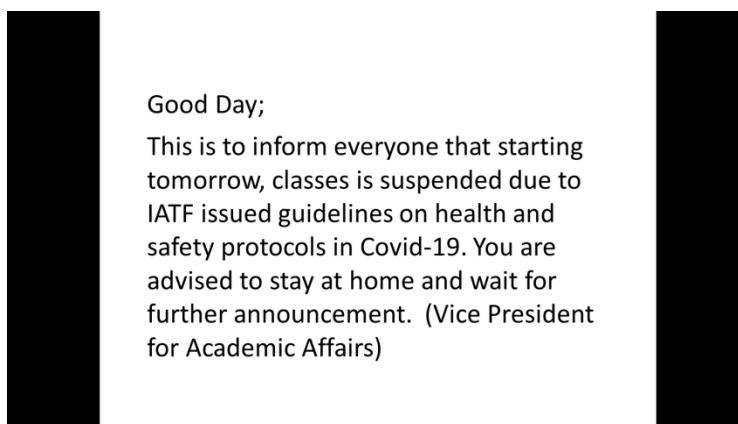 Good Day;
This is to inform everyone that starting
tomorrow, classes is suspended due to
IATF issued guidelines on health and
safety protocols in Covid-19. You are
advised to stay at home and wait for
further announcement.  (Vice President
for Academic Affairs)